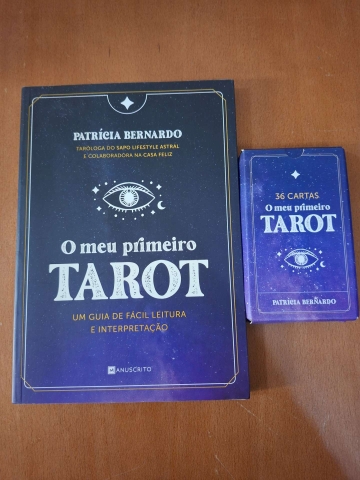 PATRÍCIA BERNARDO
TARÓLOGA DO SAPO LIFESTYLE ASTRAL
E COLABORADORA NA CASA FELIZ
O meu primeiro
TAROT
UM GUIA DE FÁCIL LEITURA
E INTERPRETAÇÃO
MANUSCRITO
36 CARTAS
O meu primeiro
TAROT
PATRÍCIA BERNARDO